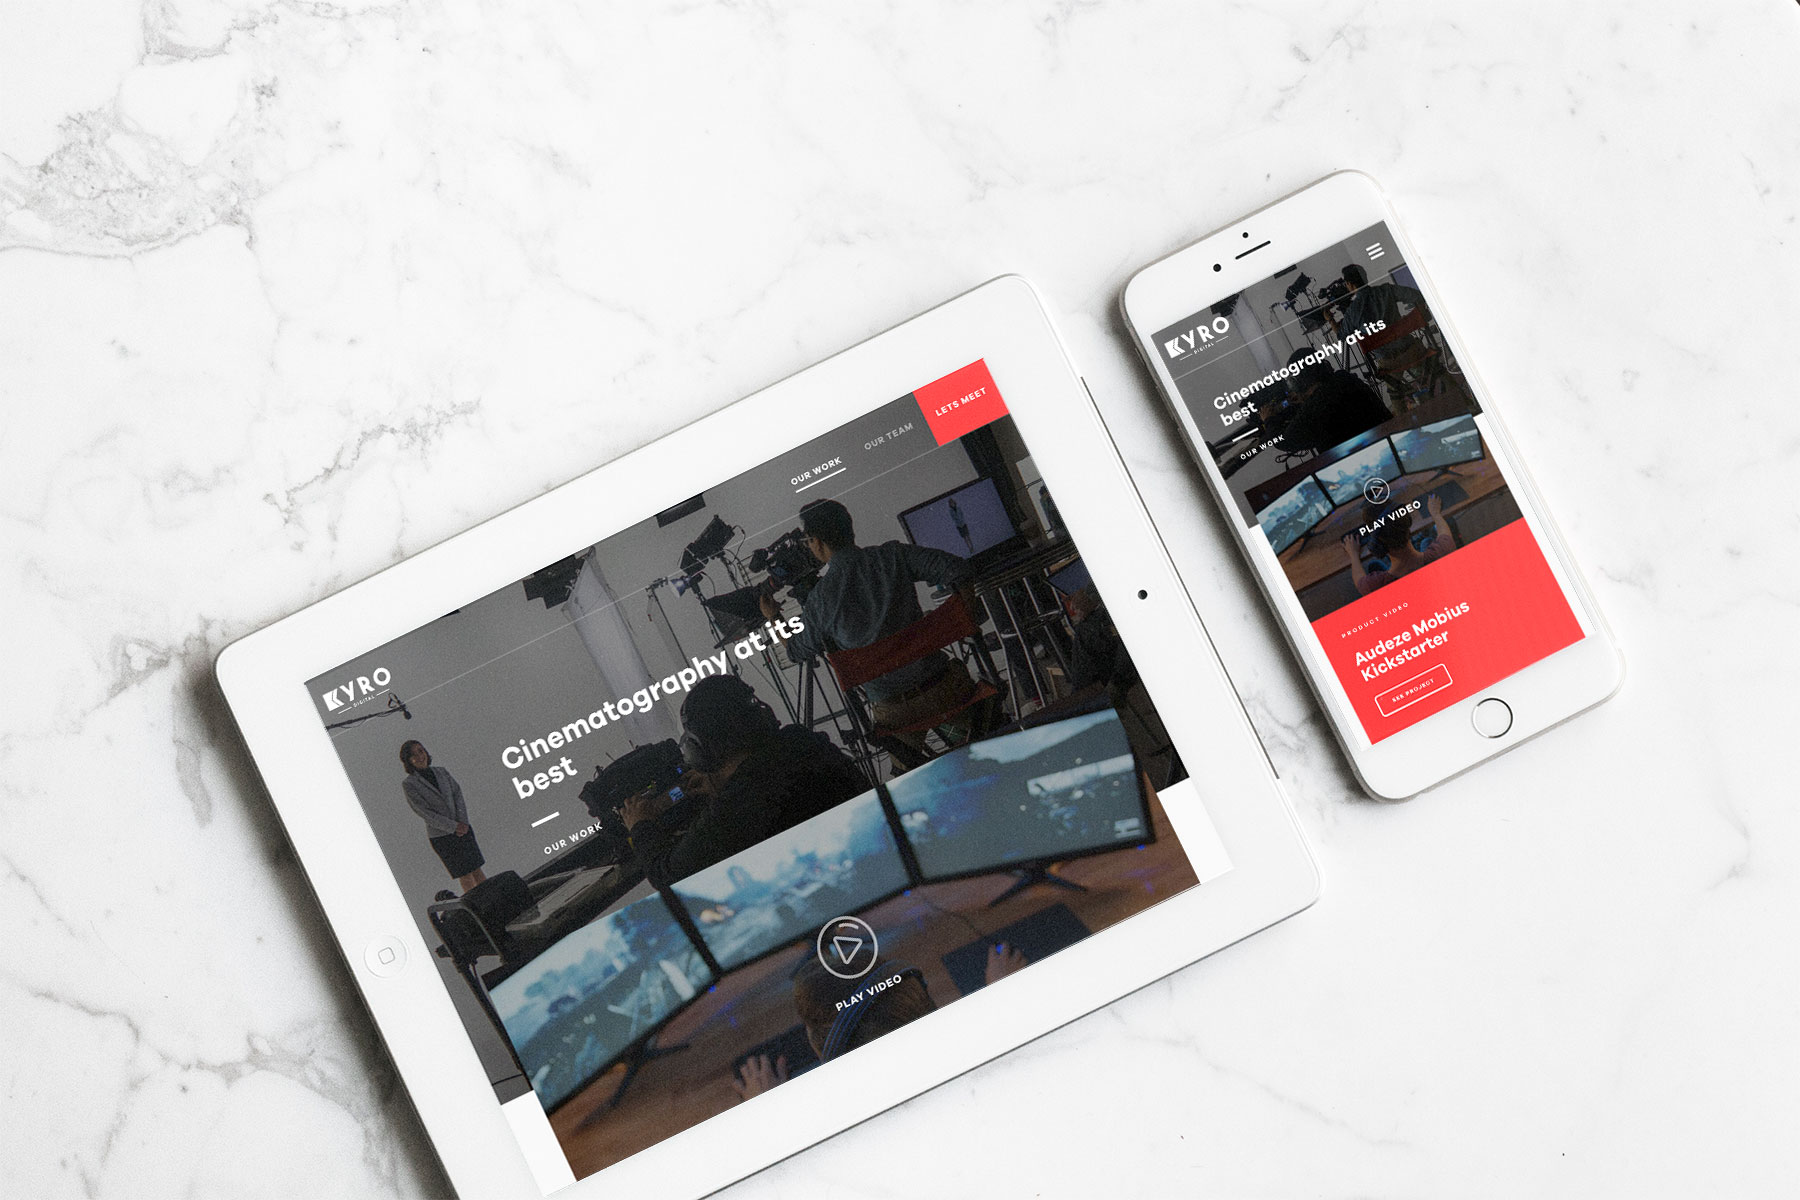 KYRO
DIGITAL
OUR WORK
OUR TEAM
LETS MEET
Cinematography at its
best
OUR WORK
PLAY VIDEO
KYRO
DIGITAL
Cinematography at its
best
OUR WORK
PLAY VIDEO
PRODUCT VIDEO
Audeze Mobius
Kickstarter
SEE PROJECT